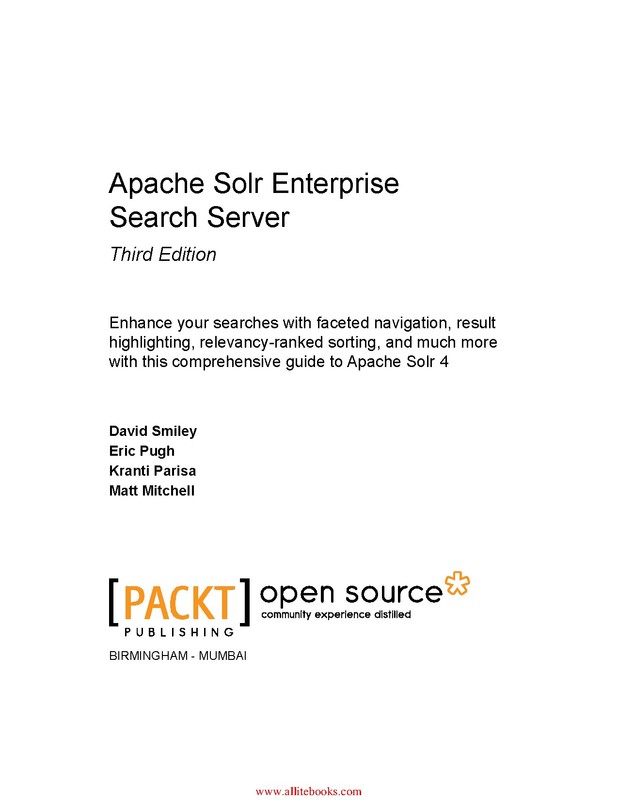 Apache Solr Enterprise
Search Server
Third Edition
Enhance your searches with faceted navigation, result
highlighting, relevancy-ranked sorting, and much more
with this comprehensive guide to Apache Solr 4
David Smiley
Eric Pugh
Kranti Parisa
Matt Mitchell
[PACKT] open source*
PUBLISHING community experience distilled
BIRMINGHAM - MUMBAI
www.allitebooks.com